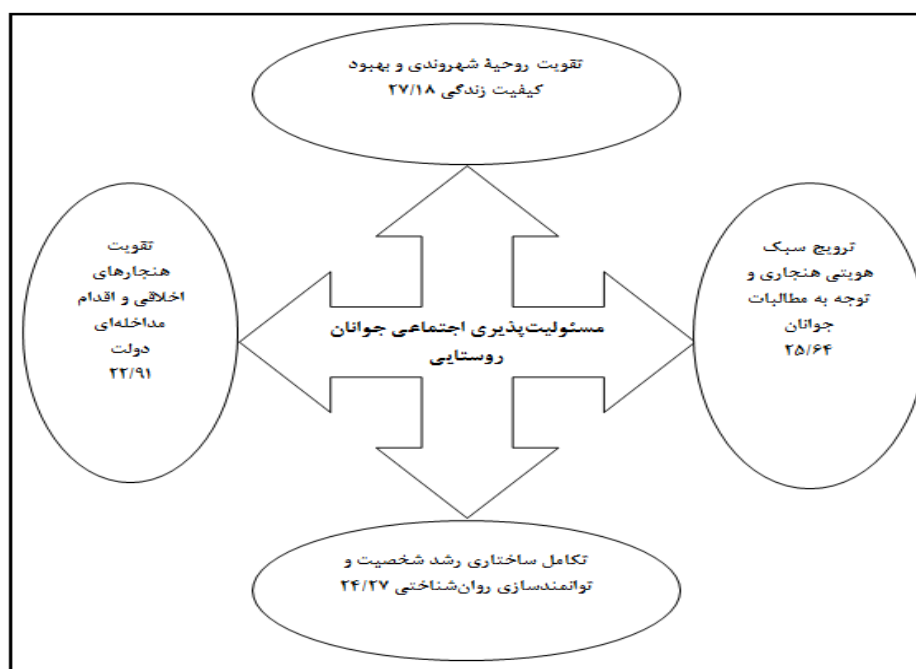 تقویت روحیهٔ شهروندی و بهبود
کیفیت زندگی ۲۷/۱۸
ترویج سبک
هویتی هنجاری و
توجه به مطالبات
جوانان
۲۵/۶۴
تقویت
هنجارهای
اخلاقی و اقدام
مداخله‌ای
دولت
۲۲/۹۱
مسئولیت‌پذیری اجتماعی جوانان
روستایی
تکامل ساختاری رشد شخصیت و
توانمندسازی روان‌شناختی ۲۴/۲۷